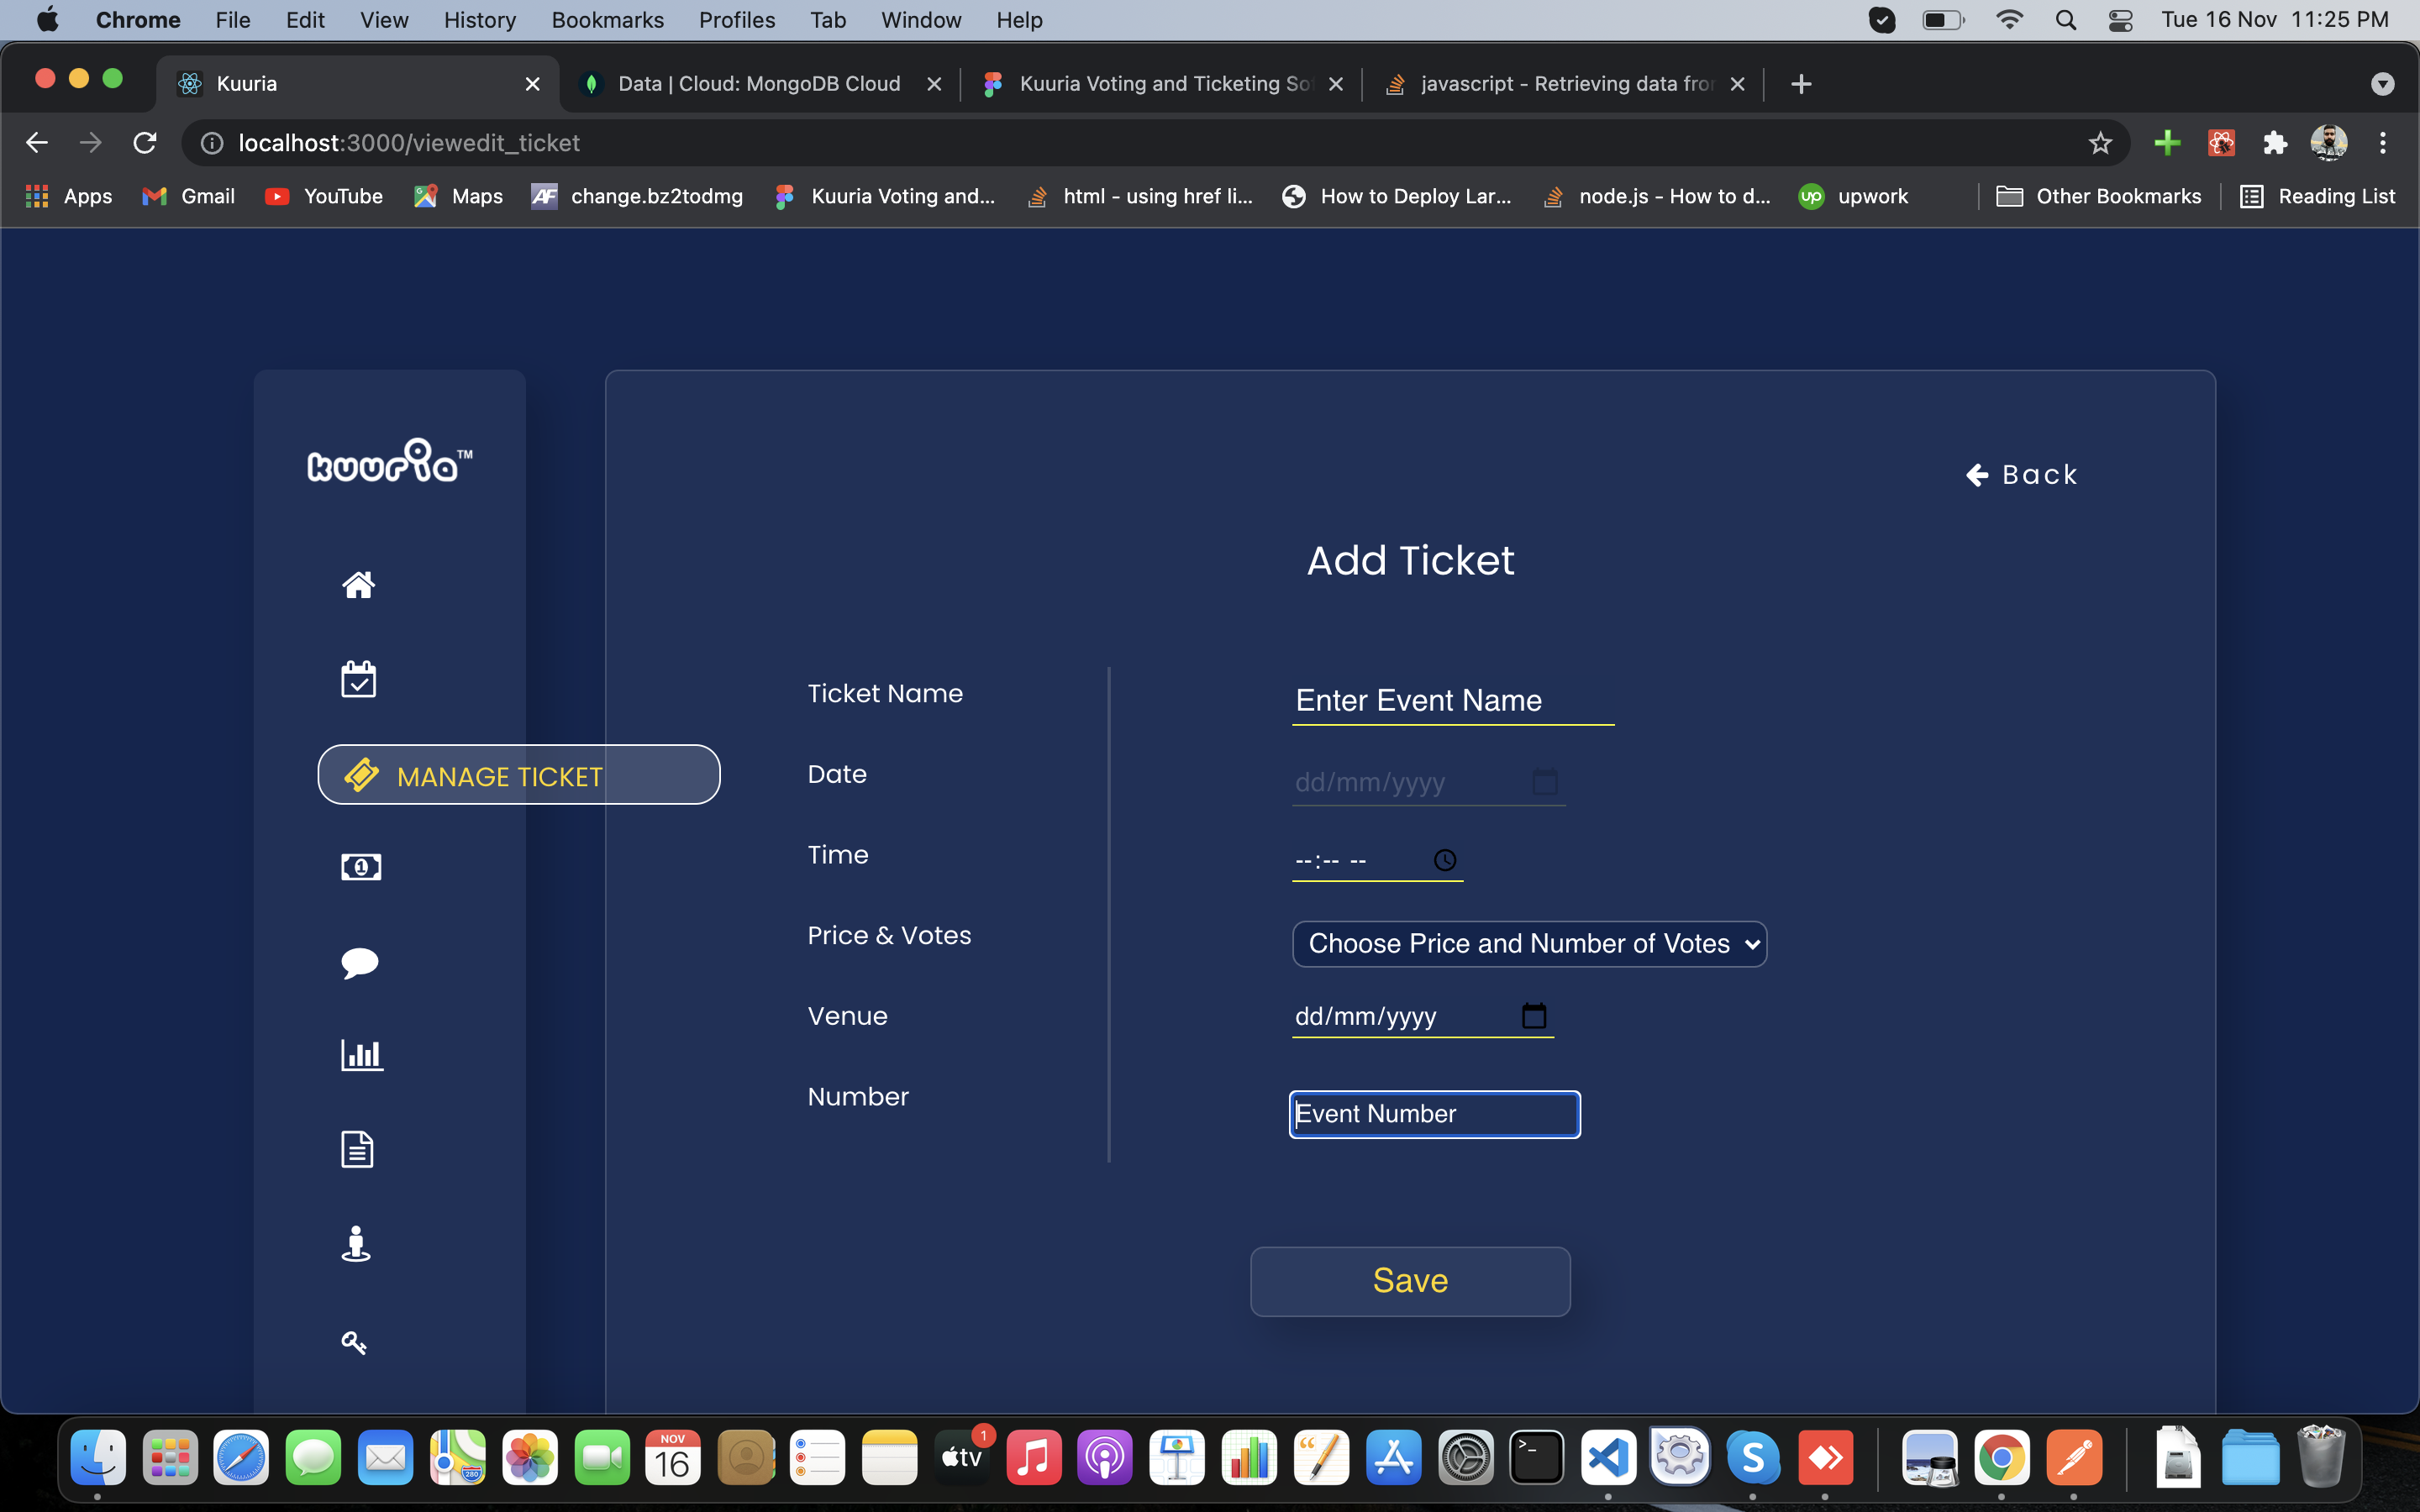 Chrome File Edit View History Bookmarks Profiles Tab Window Help Tue 16 Nov 11:25 PM
Kuuria Data | Cloud: MongoDB Cloud Kuuria Voting and Ticketing So javascript - Retrieving data fro
localhost:3000/viewedit_ticket
Apps Gmail YouTube Maps AF change.bz2todmg Kuuria Voting and... html - using href li... How to Deploy Lar... node.js - How to d... up upwork Other Bookmarks Reading List
kuuria™
Back
Add Ticket
Ticket Name Enter Event Name
MANAGE TICKET
Date dd/mm/yyyy
Time --:-- --
Price & Votes Choose Price and Number of Votes
Venue dd/mm/yyyy
Number Event Number
Save
NOV
16
tv
1
280
>_
S